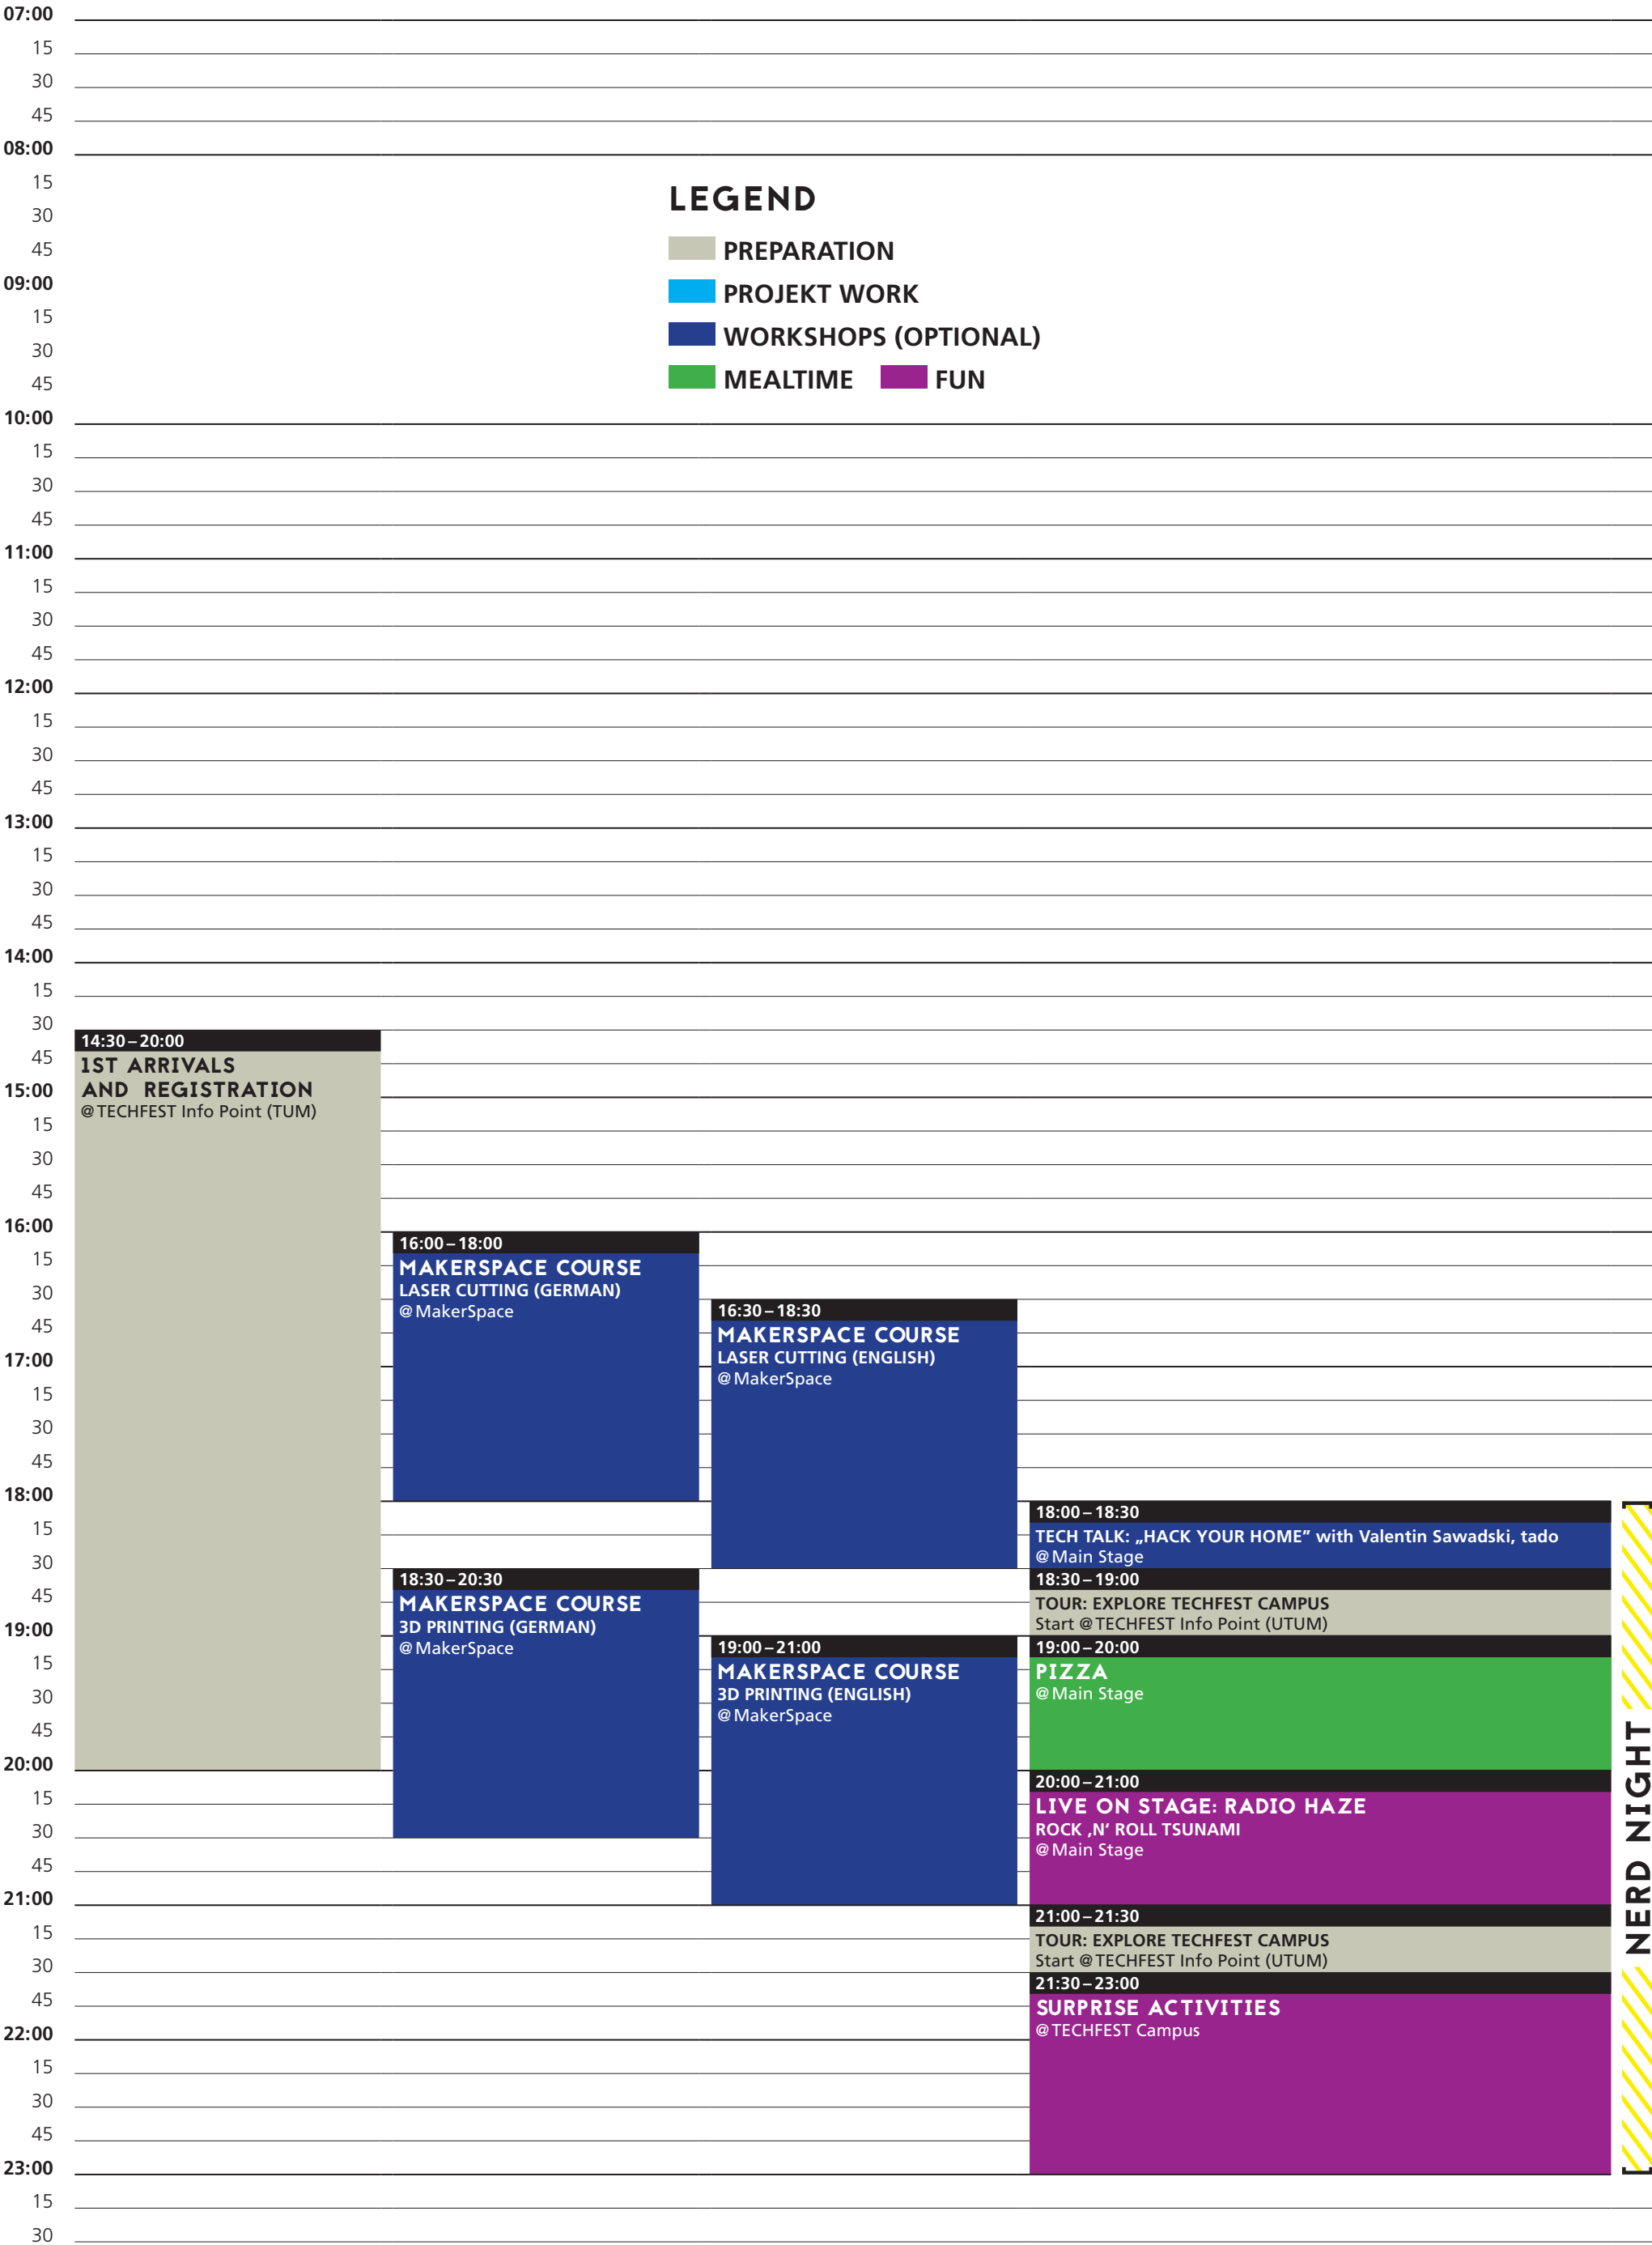 07:00
15
30
45
08:00
15
30
45
09:00
15
30
45
10:00
15
30
45
11:00
15
30
45
12:00
15
30
45
13:00
15
30
45
14:00
15
30
45
15:00
15
30
45
16:00
15
30
45
17:00
15
30
45
18:00
15
30
45
19:00
15
30
45
20:00
15
30
45
21:00
15
30
45
22:00
15
30
45
23:00
15
30
LEGEND
PREPARATION
PROJEKT WORK
WORKSHOPS (OPTIONAL)
MEALTIME FUN
14:30–20:00
1ST ARRIVALS
AND REGISTRATION
@TECHFEST Info Point (TUM)
16:00–18:00
MAKERSPACE COURSE
LASER CUTTING (GERMAN)
@MakerSpace
18:30–20:30
MAKERSPACE COURSE
3D PRINTING (GERMAN)
@MakerSpace
16:30–18:30
MAKERSPACE COURSE
LASER CUTTING (ENGLISH)
@MakerSpace
19:00–21:00
MAKERSPACE COURSE
3D PRINTING (ENGLISH)
@MakerSpace
18:00–18:30
TECH TALK: „HACK YOUR HOME” with Valentin Sawadski, tado
@Main Stage
18:30–19:00
TOUR: EXPLORE TECHFEST CAMPUS
Start @TECHFEST Info Point (UTUM)
19:00–20:00
PIZZA
@Main Stage
20:00–21:00
LIVE ON STAGE: RADIO HAZE
ROCK ‚N’ ROLL TSUNAMI
@Main Stage
21:00–21:30
TOUR: EXPLORE TECHFEST CAMPUS
Start @TECHFEST Info Point (UTUM)
21:30–23:00
SURPRISE ACTIVITIES
@TECHFEST Campus
NERD NIGHT